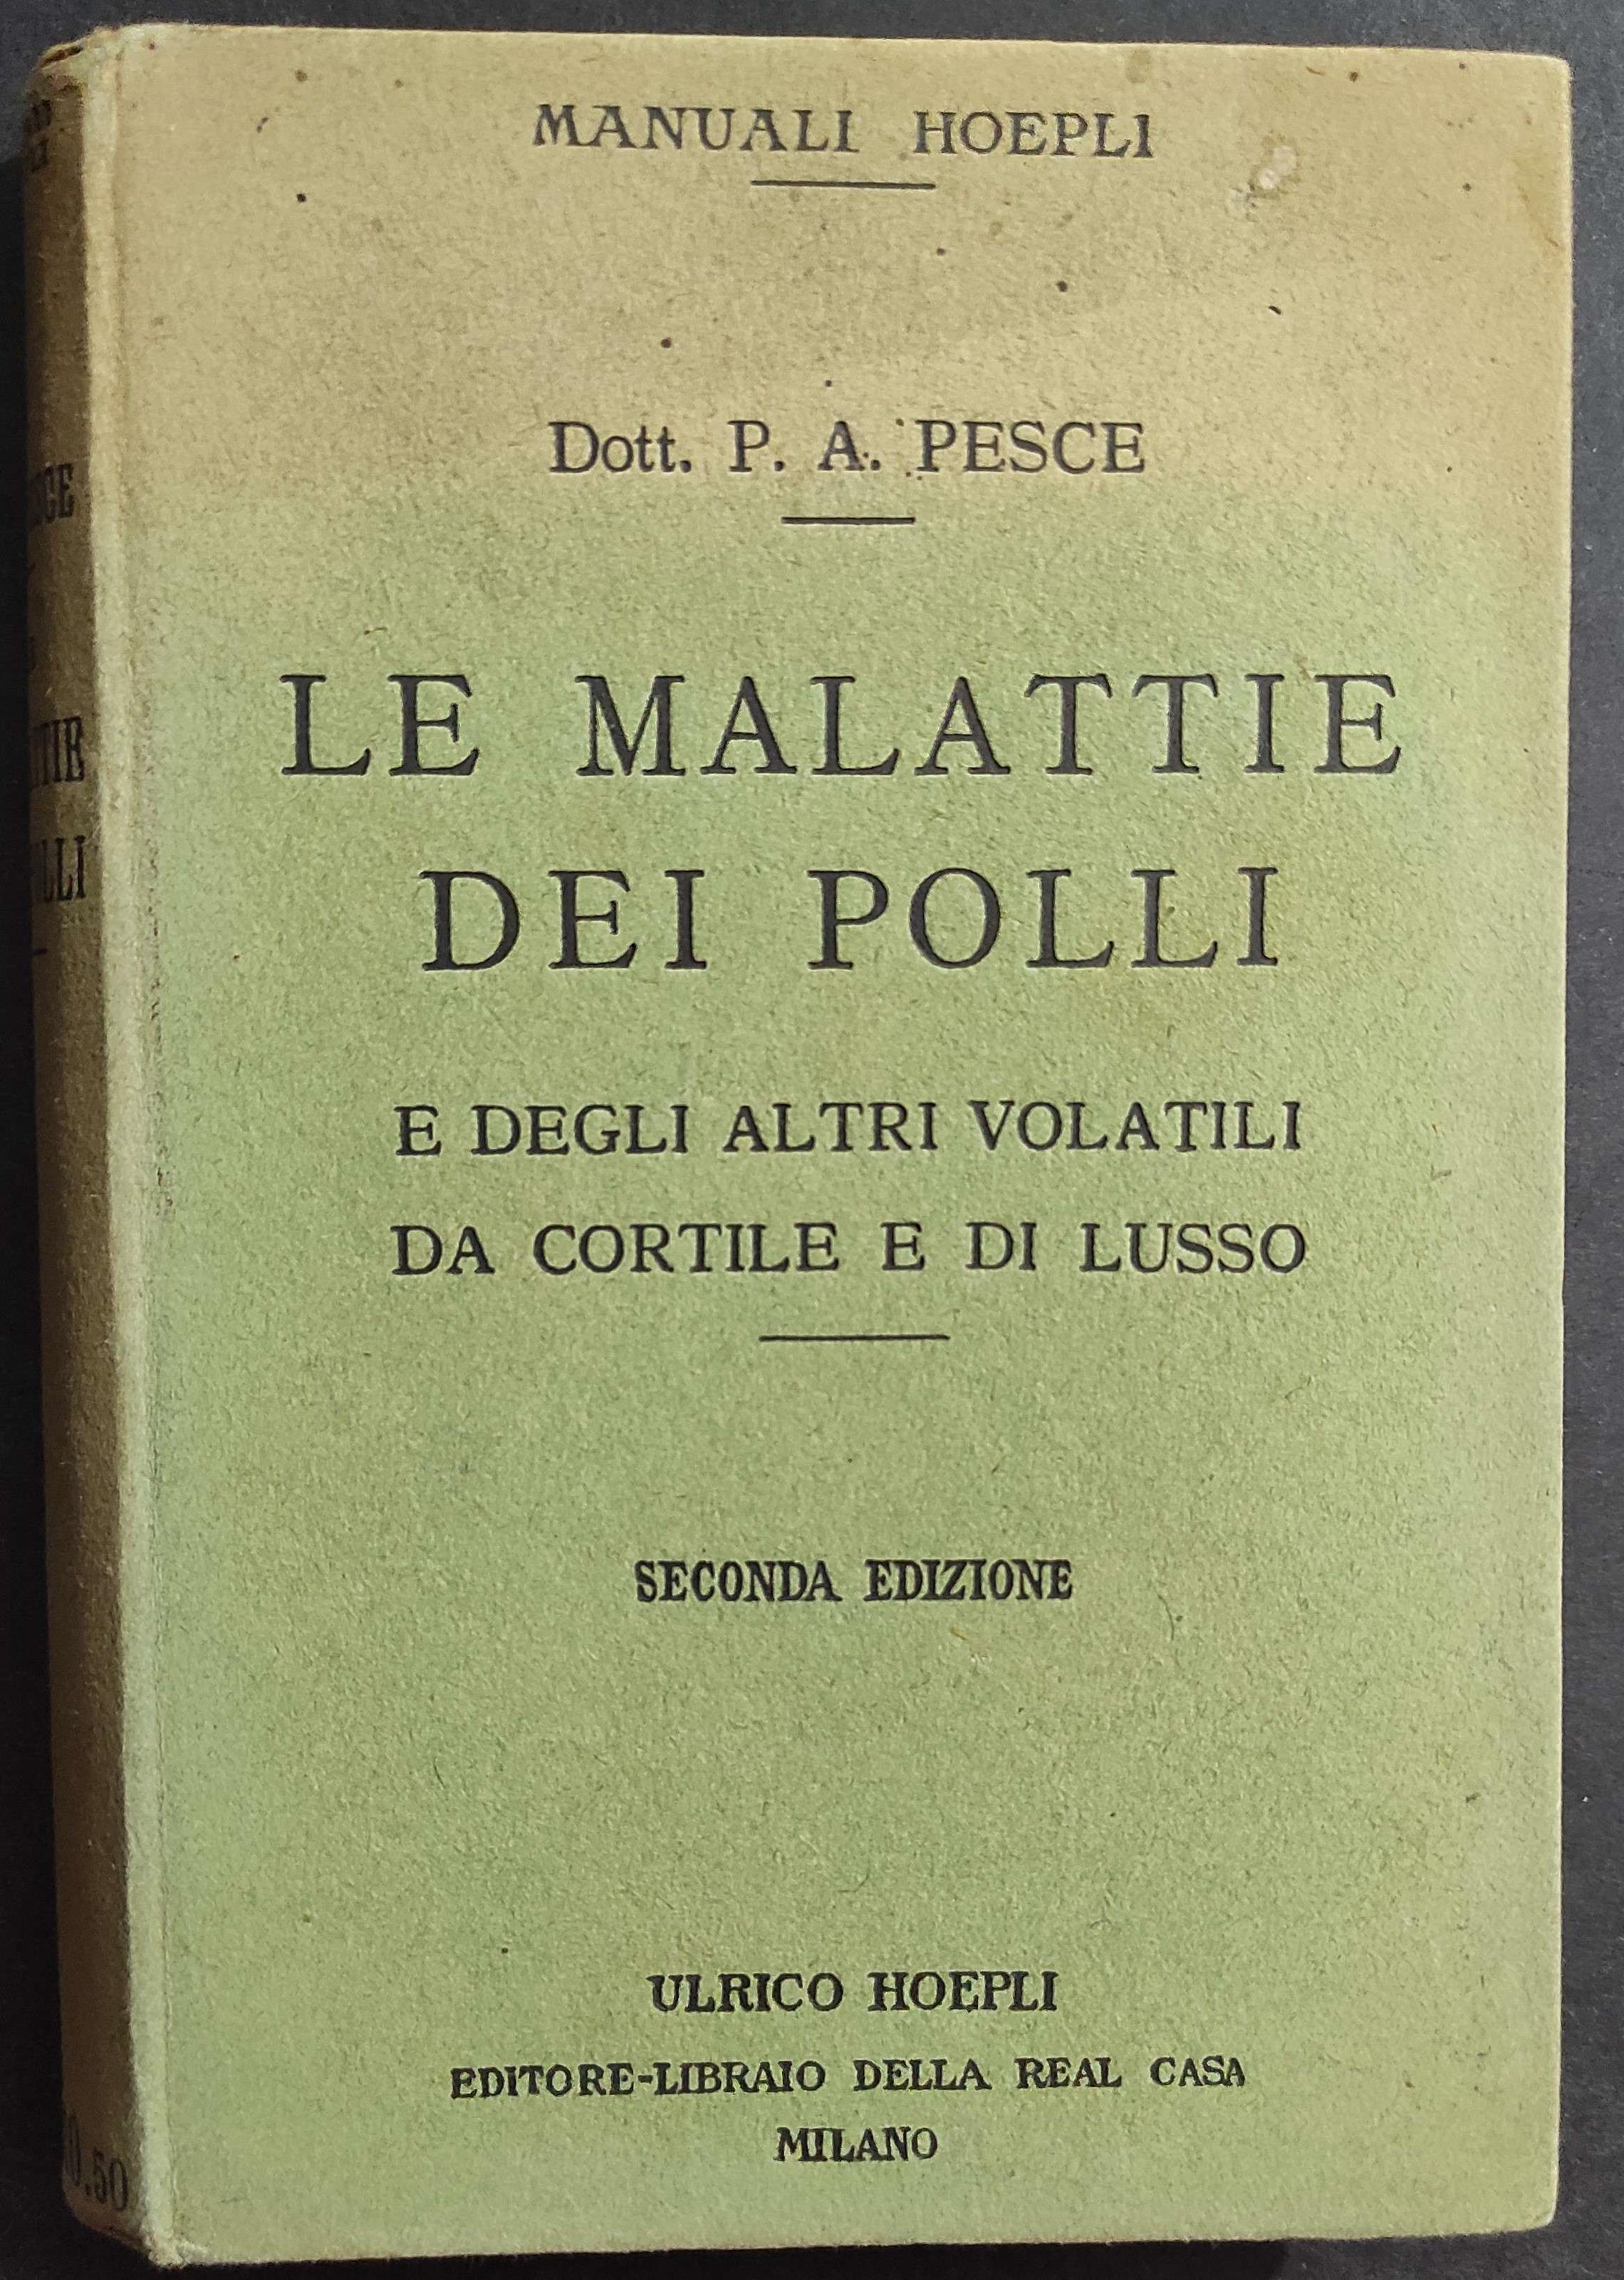 MANUALI HOEPLI
Dott. P. A. PESCE
LE MALATTIE
DEI POLLI
E DEGLI ALTRI VOLATILI
DA CORTILE E DI LUSSO
SECONDA EDIZIONE
ULRICO HOEPLI
EDITORE-LIBRAIO DELLA REAL CASA
MILANO